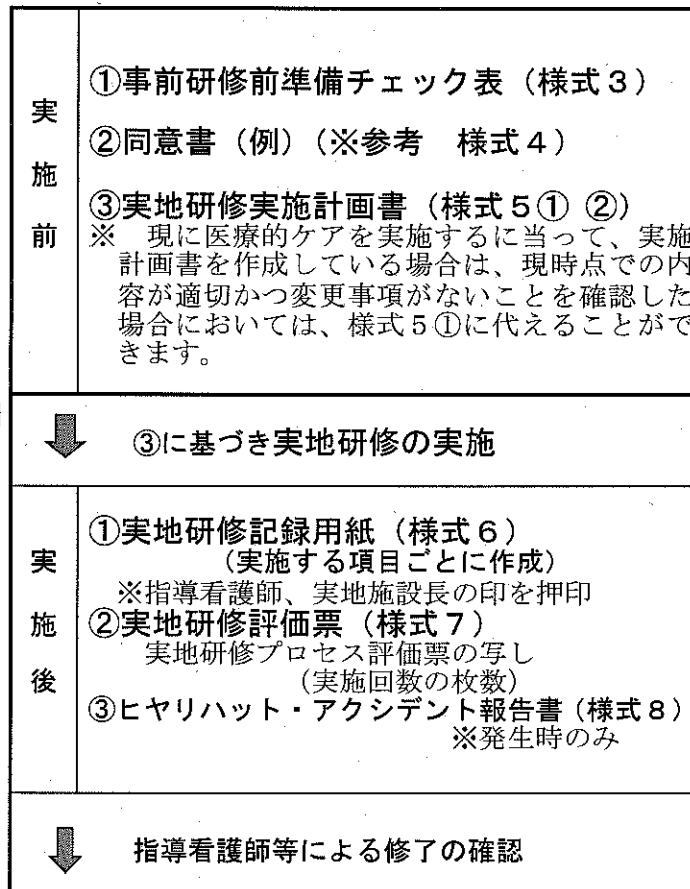 実施前
①事前研修前準備チェック表（様式３）
②同意書（例）（※参考　様式４）
③実地研修実施計画書（様式５① ②）
※　現に医療的ケアを実施するに当って、実施
計画書を作成している場合は、現時点での内
容が適切かつ変更事項がないことを確認した
場合においては、様式５①に代えることがで
きます。
③に基づき実地研修の実施
実施後
①実地研修記録用紙（様式６）
（実施する項目ごとに作成）
※指導看護師、実地施設長の印を押印
②実地研修評価票（様式７）
実地研修プロセス評価票の写し
（実施回数の枚数）
③ヒヤリハット・アクシデント報告書（様式８）
※発生時のみ
指導看護師等による修了の確認